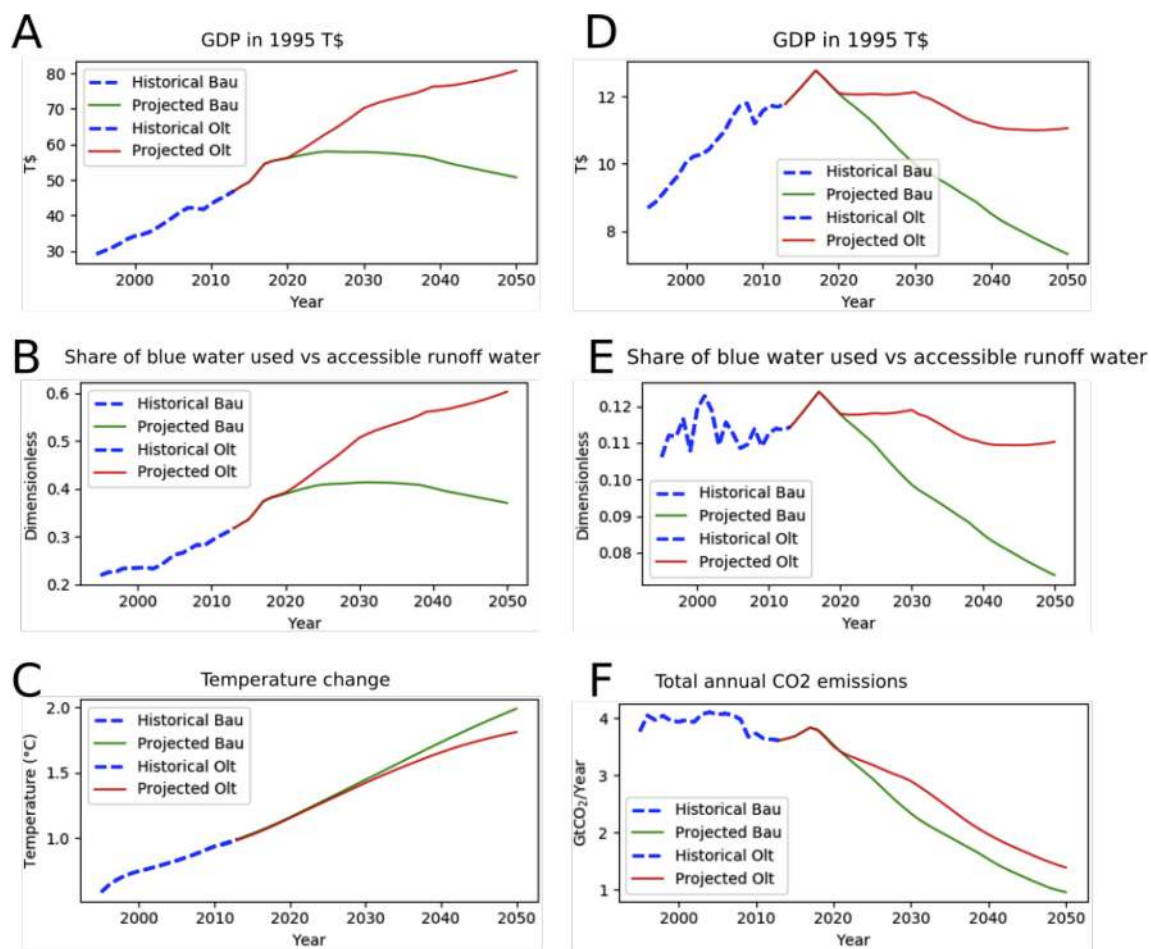 A
GDP in 1995 T$
80
70
60
50
40
30
T$
Historical Bau
Projected Bau
Historical Olt
Projected Olt
2000 2010 2020 2030 2040 2050
Year
D
GDP in 1995 T$
12
10
8
T$
Historical Bau
Projected Bau
Historical Olt
Projected Olt
2000 2010 2020 2030 2040 2050
Year
B
Share of blue water used vs accessible runoff water
0.6
0.5
0.4
0.3
0.2
Dimensionless
Historical Bau
Projected Bau
Historical Olt
Projected Olt
2000 2010 2020 2030 2040 2050
Year
E
Share of blue water used vs accessible runoff water
0.12
0.11
0.10
0.09
0.08
Dimensionless
Historical Bau
Projected Bau
Historical Olt
Projected Olt
2000 2010 2020 2030 2040 2050
Year
C
Temperature change
2.0
1.5
1.0
Temperature (°C)
Historical Bau
Projected Bau
Historical Olt
Projected Olt
2000 2010 2020 2030 2040 2050
Year
F
Total annual CO2 emissions
4
3
2
1
GtCO₂/Year
Historical Bau
Projected Bau
Historical Olt
Projected Olt
2000 2010 2020 2030 2040 2050
Year